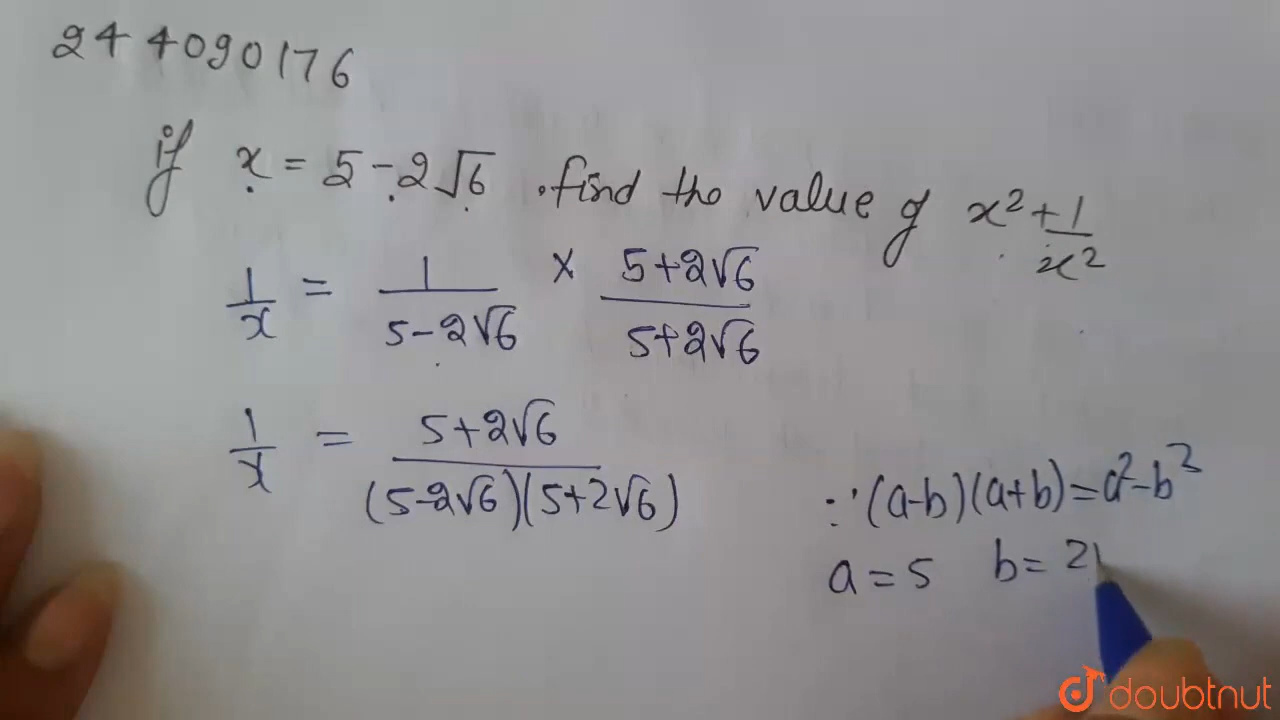 244090176
if x = 5 - 2√6 . find the value of x² + 1/x²
1/x = 1/(5-2√6) × (5+2√6)/(5+2√6)
1/x = (5+2√6)/((5-2√6)(5+2√6))
∵ (a-b)(a+b) = a²-b²
a = 5 b = 2
doubtnut